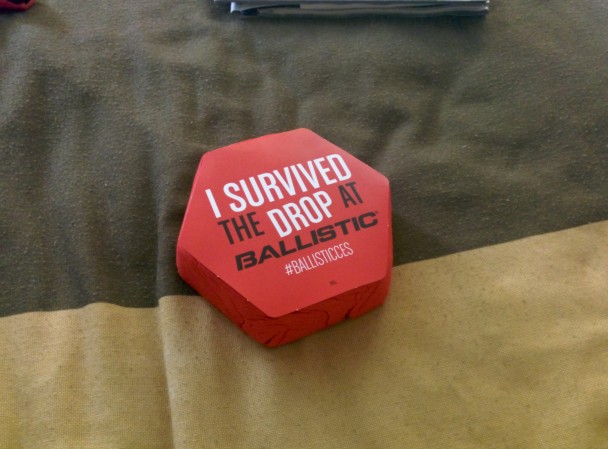 I SURVIVED
THE DROP AT
BALLISTIC
#BALLISTICCES